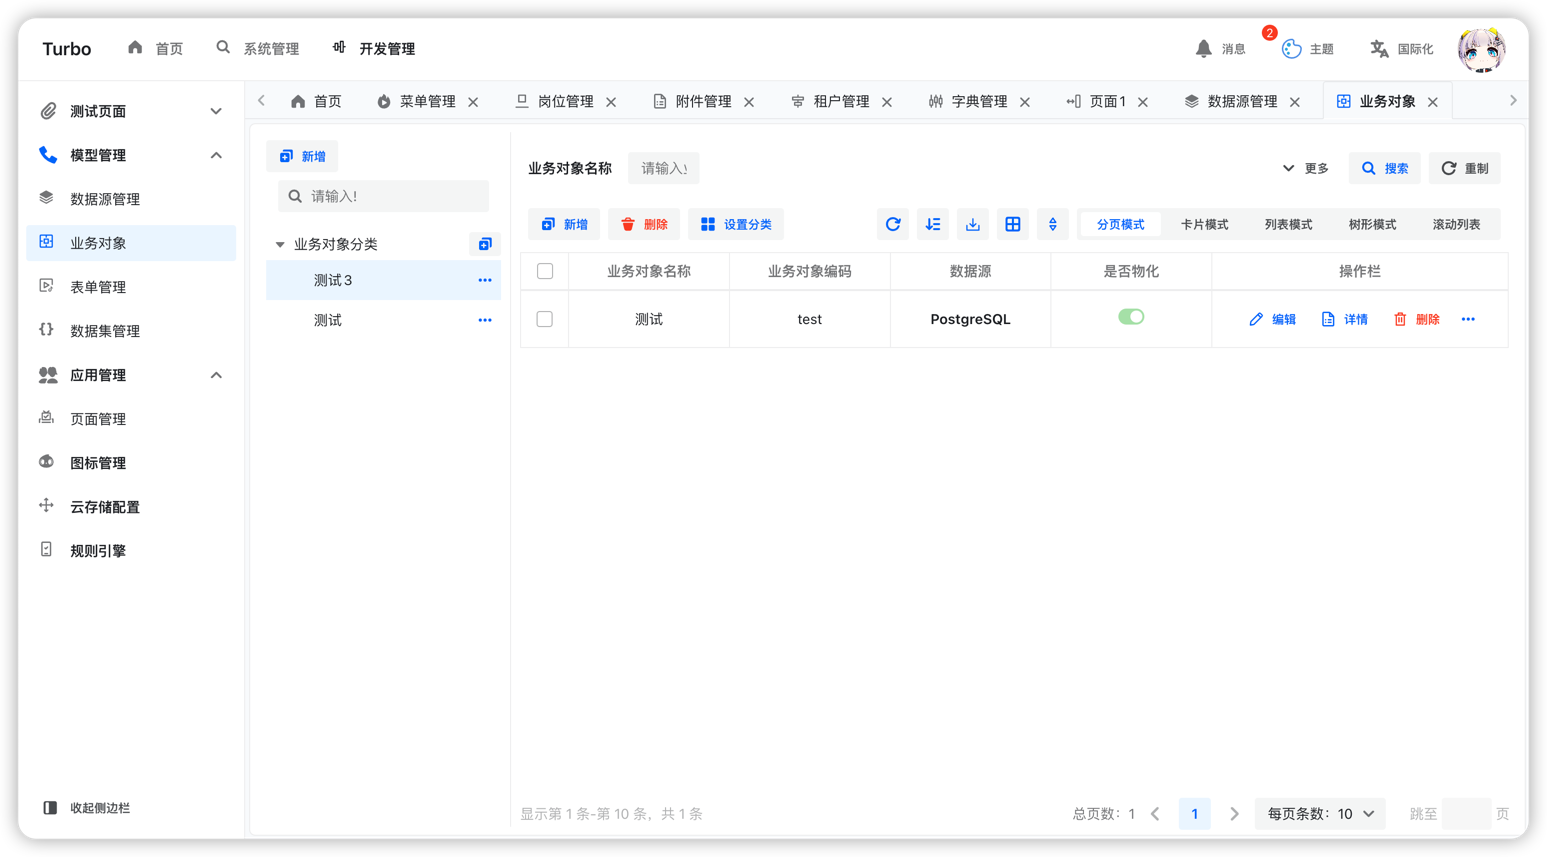 Turbo 首页 系统管理 开发管理 消息 2 主题 国际化
测试页面
模型管理
数据源管理
业务对象
表单管理
数据集管理
应用管理
页面管理
图标管理
云存储配置
规则引擎
收起侧边栏
首页 菜单管理 岗位管理 附件管理 租户管理 字典管理 页面1 数据源管理 业务对象
新增
请输入!
业务对象分类
测试3
测试
业务对象名称 请输入 更多 搜索 重制
新增 删除 设置分类 分页模式 卡片模式 列表模式 树形模式 滚动列表
业务对象名称 业务对象编码 数据源 是否物化 操作栏
测试 test PostgreSQL 编辑 详情 删除
显示第 1 条-第 10 条，共 1 条 总页数：1 1 每页条数：10 跳至 页